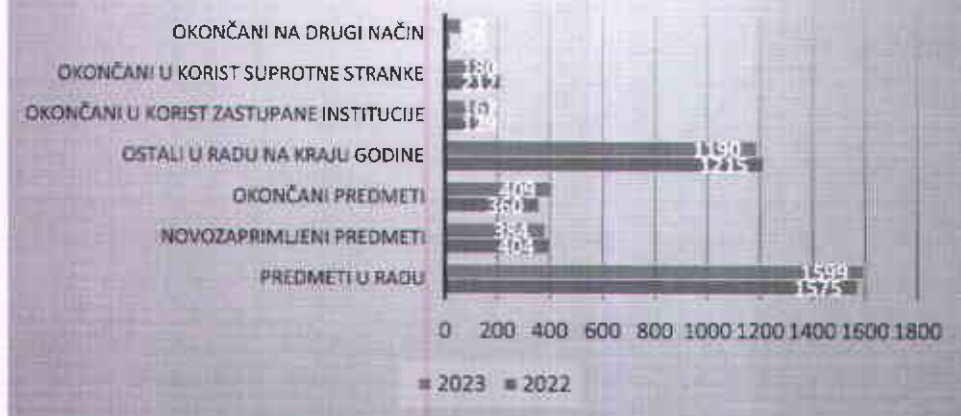 OKONČANI NA DRUGI NAČIN
OKONČANI U KORIST SUPROTNE STRANKE 180
217
OKONČANI U KORIST ZASTUPANE INSTITUCIJE
OSTALI U RADU NA KRAJU GODINE 1190
1215
OKONČANI PREDMETI 409
360
NOVOZAPRIMLJENI PREDMETI 384
404
PREDMETI U RADU 1599
1575
0 200 400 600 800 1000 1200 1400 1600 1800
2023 2022